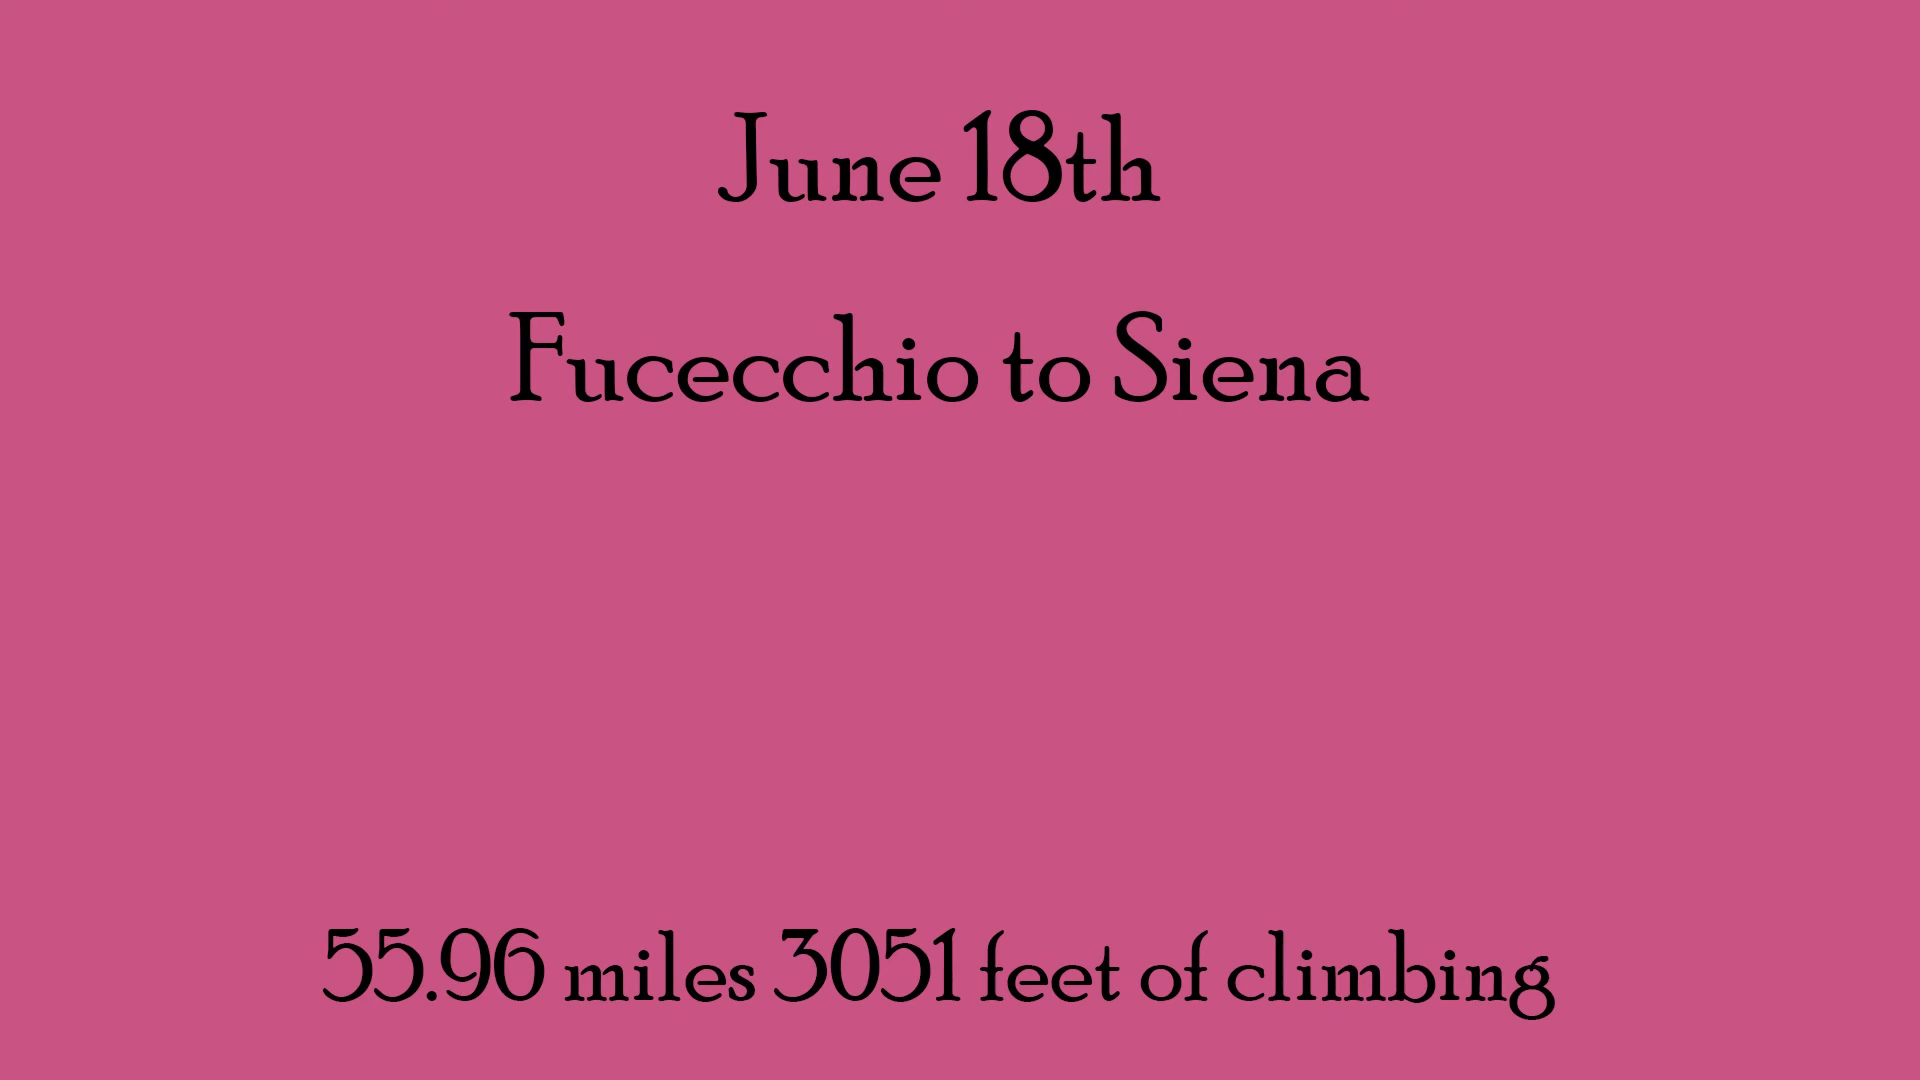 June 18th
Fucecchio to Siena
55.96 miles 3051 feet of climbing